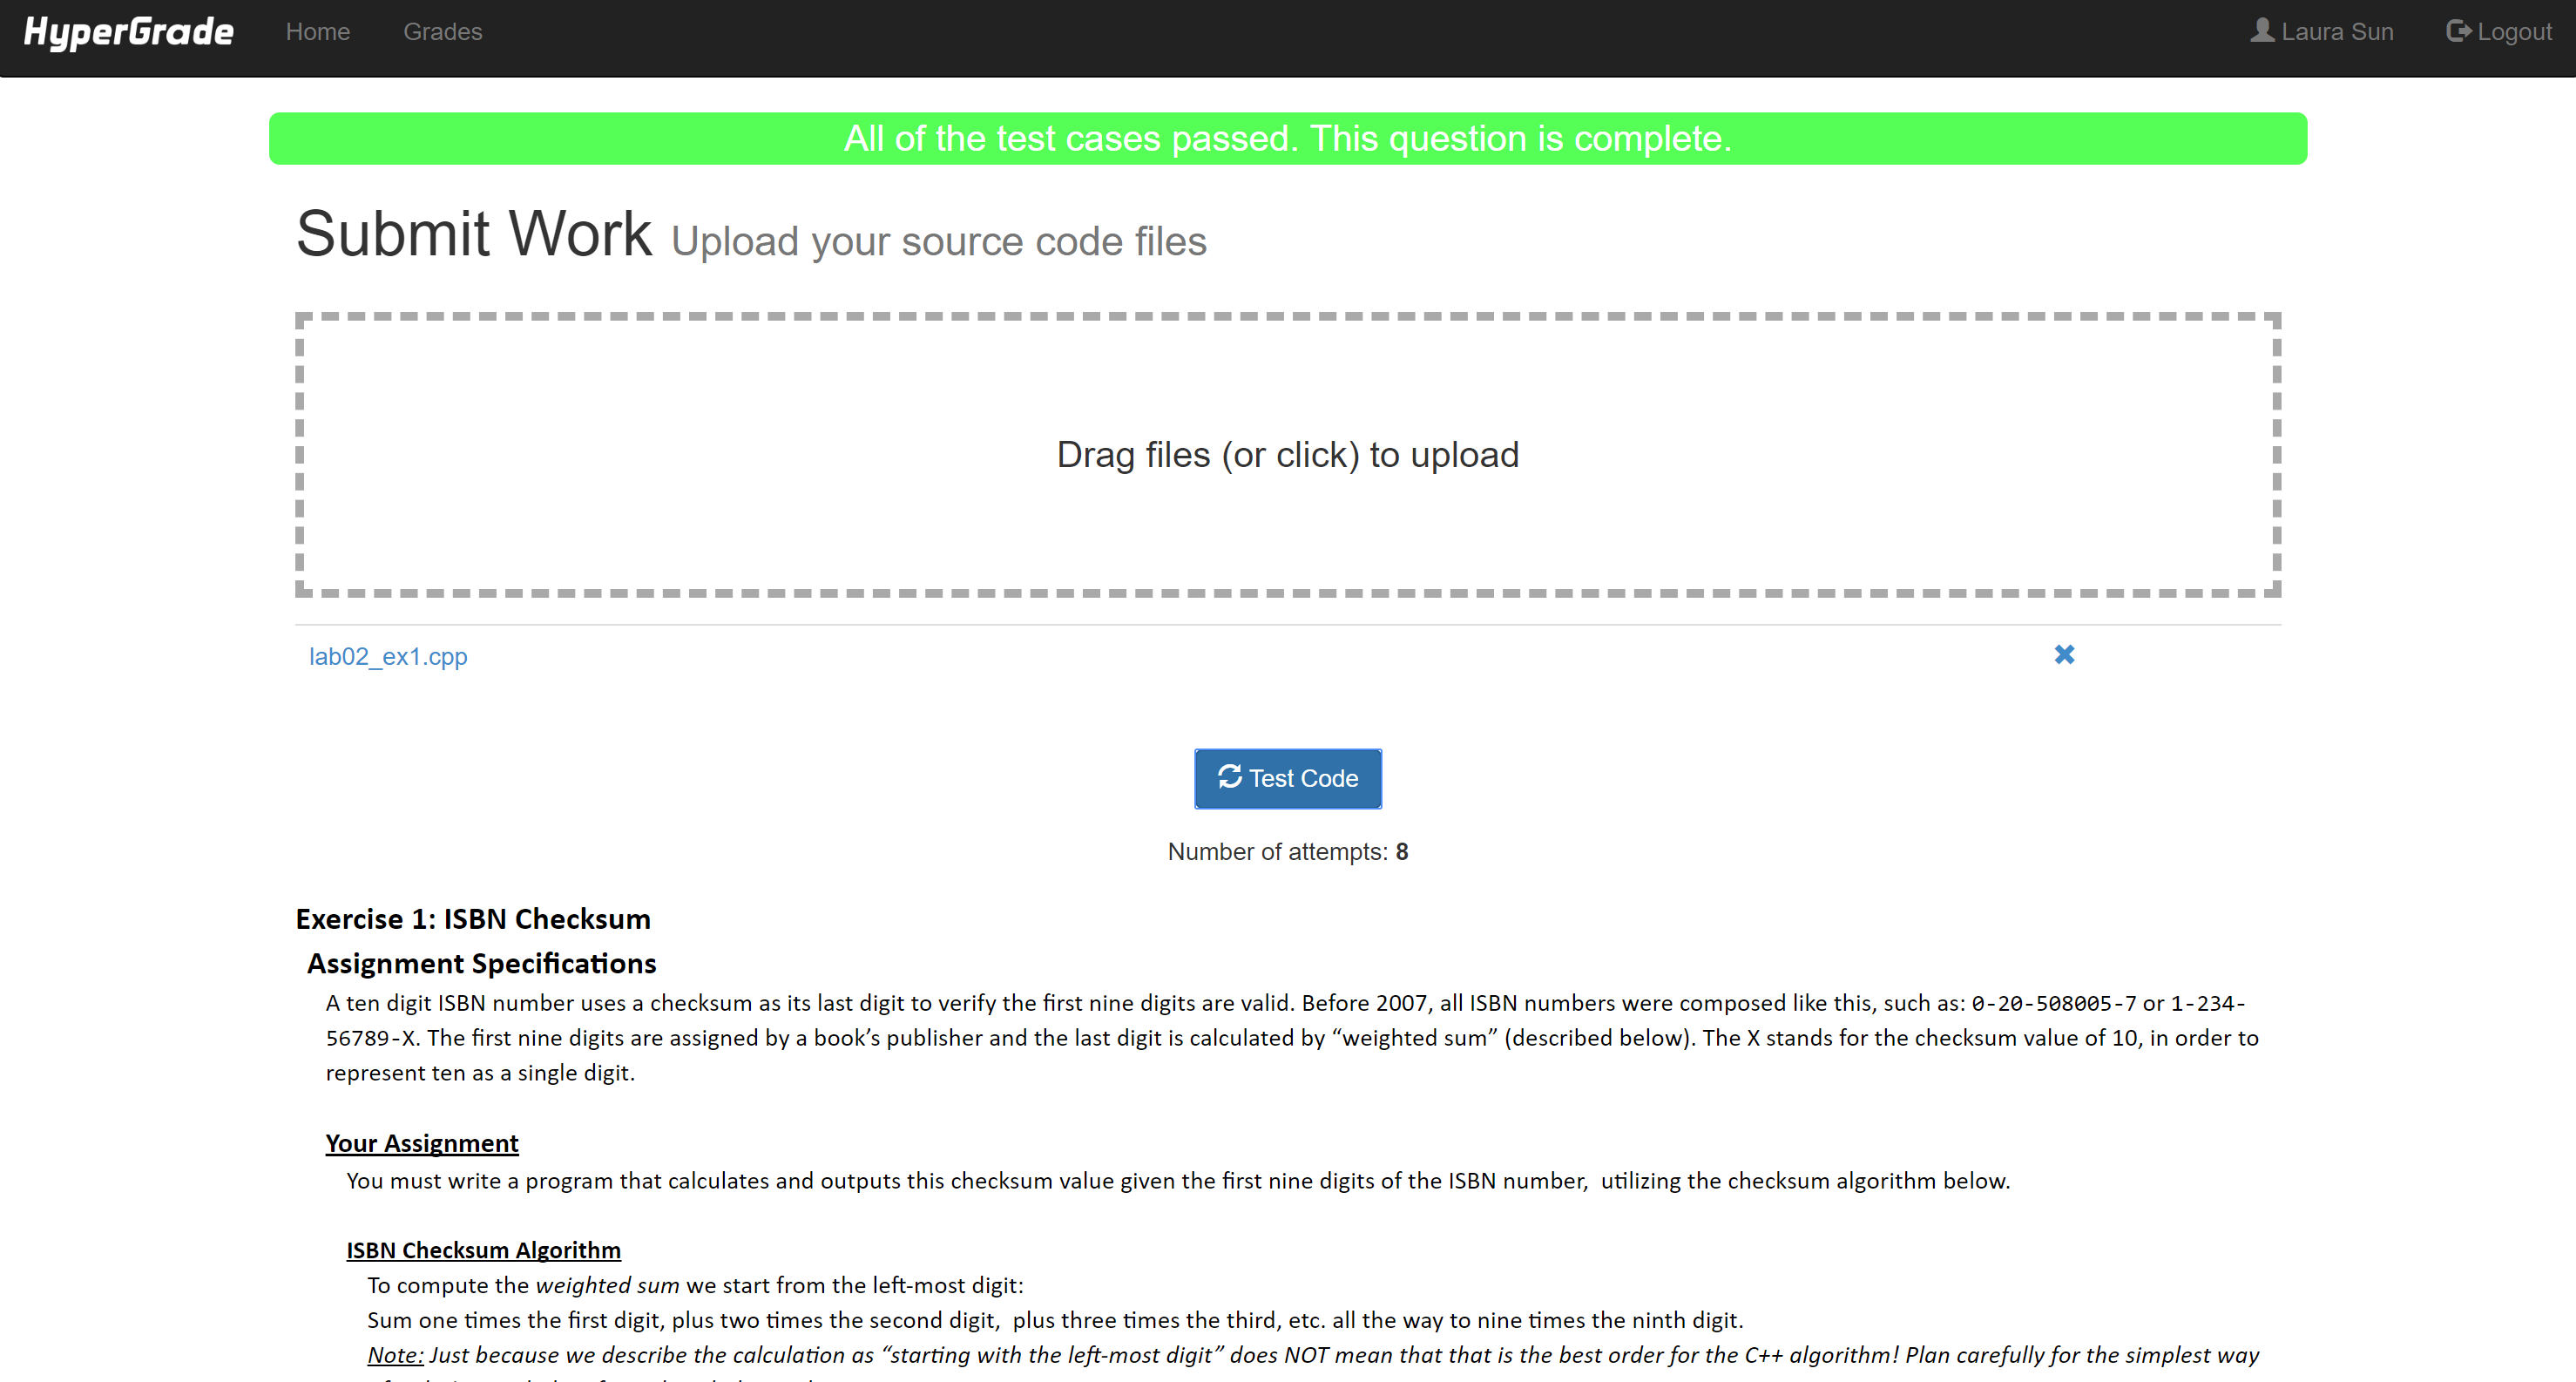 HyperGrade Home Grades Laura Sun Logout
All of the test cases passed. This question is complete.
Submit Work Upload your source code files
Drag files (or click) to upload
lab02_ex1.cpp
Test Code
Number of attempts: 8
Exercise 1: ISBN Checksum
Assignment Specifications
A ten digit ISBN number uses a checksum as its last digit to verify the first nine digits are valid. Before 2007, all ISBN numbers were composed like this, such as: 0-20-508005-7 or 1-234-
56789-X. The first nine digits are assigned by a book’s publisher and the last digit is calculated by “weighted sum” (described below). The X stands for the checksum value of 10, in order to
represent ten as a single digit.
Your Assignment
You must write a program that calculates and outputs this checksum value given the first nine digits of the ISBN number, utilizing the checksum algorithm below.
ISBN Checksum Algorithm
To compute the weighted sum we start from the left-most digit:
Sum one times the first digit, plus two times the second digit, plus three times the third, etc. all the way to nine times the ninth digit.
Note: Just because we describe the calculation as “starting with the left-most digit” does NOT mean that that is the best order for the C++ algorithm! Plan carefully for the simplest way